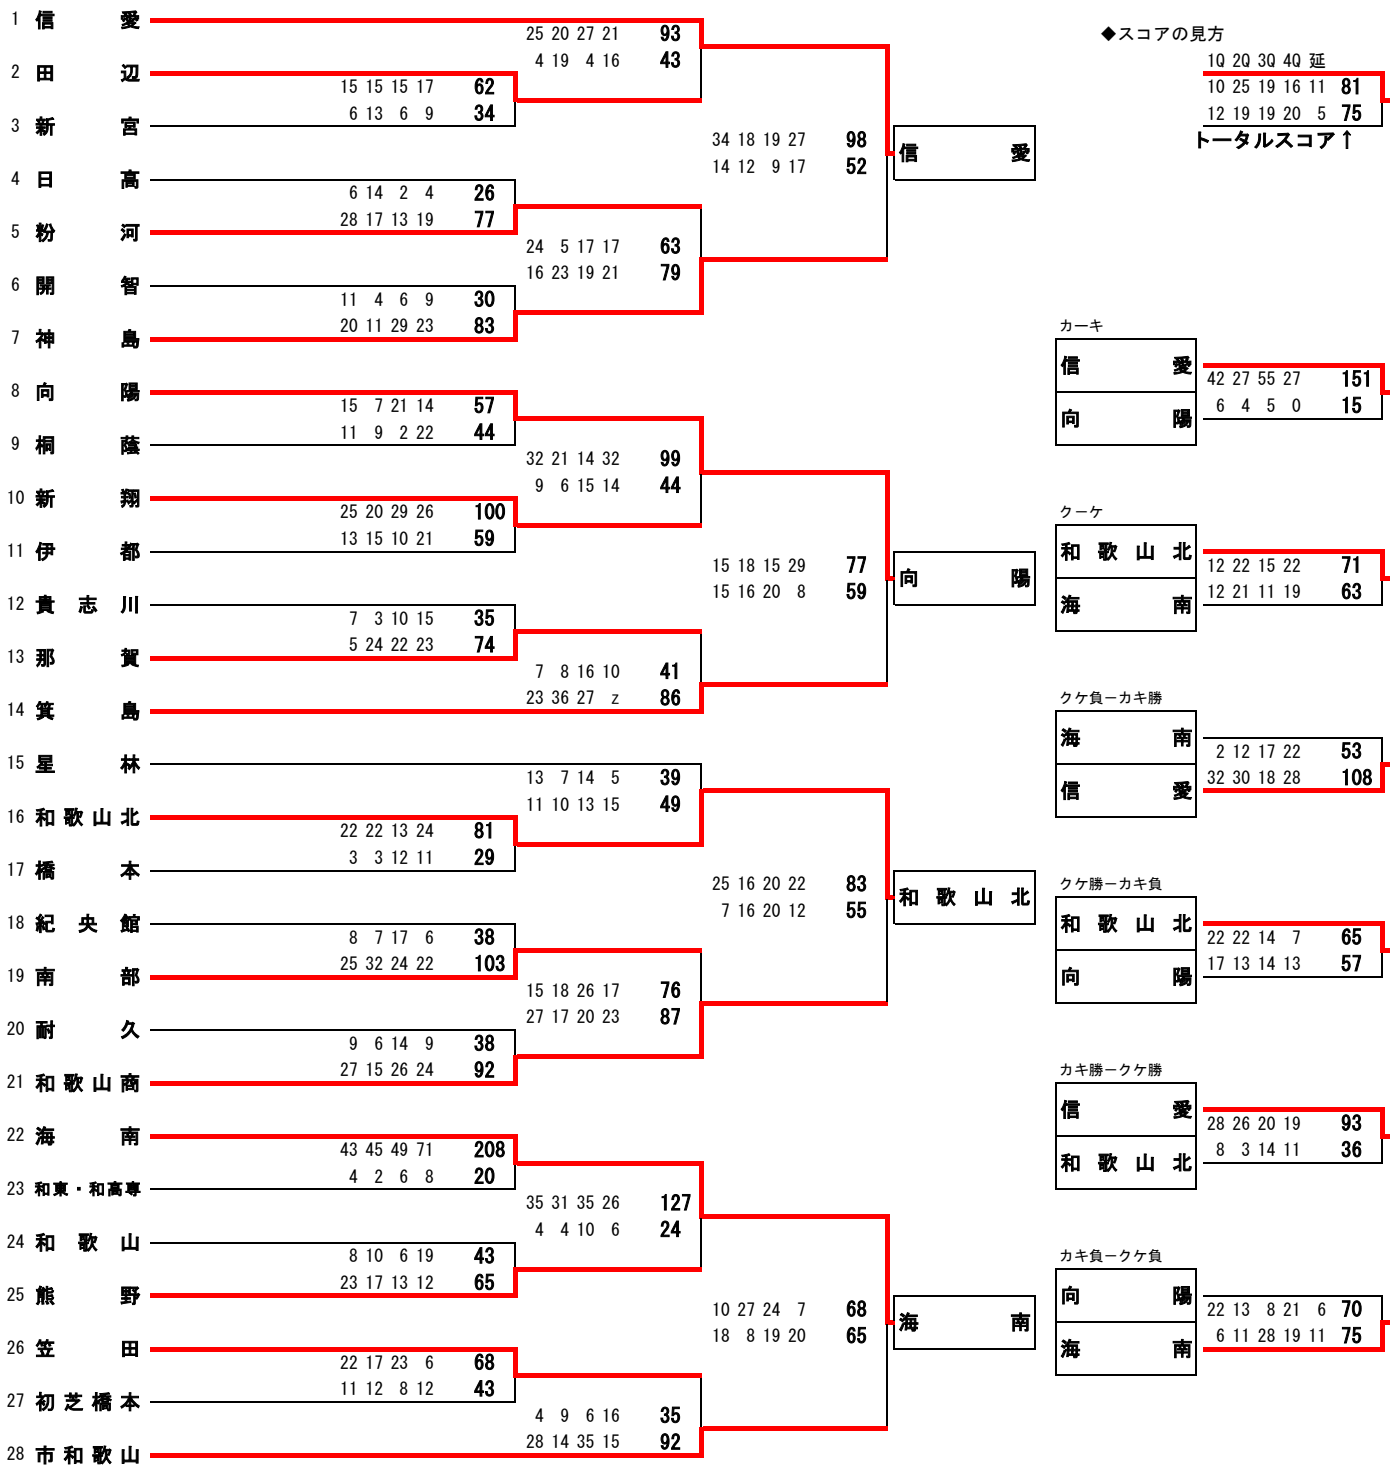 1 信愛
25 20 27 21 93
4 19 4 16 43
2 田辺
15 15 15 17 62
6 13 6 9 34
3 新宮
34 18 19 27 98
14 12 9 17 52
信愛
4 日高
6 14 2 4 26
28 17 13 19 77
5 粉河
24 5 17 17 63
16 23 19 21 79
6 開智
11 4 6 9 30
20 11 29 23 83
7 神島
8 向陽
15 7 21 14 57
11 9 2 22 44
9 桐蔭
32 21 14 32 99
9 6 15 14 44
10 新翔
25 20 29 26 100
13 15 10 21 59
11 伊都
15 18 15 29 77
15 16 20 8 59
向陽
12 貴志川
7 3 10 15 35
5 24 22 23 74
13 那賀
7 8 16 10 41
23 36 27 z 86
14 箕島
15 星林
13 7 14 5 39
11 10 13 15 49
16 和歌山北
22 22 13 24 81
3 3 12 11 29
17 橋本
25 16 20 22 83
7 16 20 12 55
和歌山北
18 紀央館
8 7 17 6 38
25 32 24 22 103
19 南部
15 18 26 17 76
27 17 20 23 87
20 耐久
9 6 14 9 38
27 15 26 24 92
21 和歌山商
22 海南
43 45 49 71 208
4 2 6 8 20
23 和東・和高専
35 31 35 26 127
4 4 10 6 24
24 和歌山
8 10 6 19 43
23 17 13 12 65
25 熊野
10 27 24 7 68
18 8 19 20 65
海南
26 笠田
22 17 23 6 68
11 12 8 12 43
27 初芝橋本
4 9 6 16 35
28 14 35 15 92
28 市和歌山
◆スコアの見方
1Q 2Q 3Q 4Q 延
10 25 19 16 11 81
12 19 19 20 5 75
トータルスコア↑
カーキ
信愛
42 27 55 27 151
6 4 5 0 15
向陽
クーケ
和歌山北
12 22 15 22 71
12 21 11 19 63
海南
クケ負ーカキ勝
海南
2 12 17 22 53
32 30 18 28 108
信愛
クケ勝ーカキ負
和歌山北
22 22 14 7 65
17 13 14 13 57
向陽
カキ勝ークケ勝
信愛
28 26 20 19 93
8 3 14 11 36
和歌山北
カキ負ークケ負
向陽
22 13 8 21 6 70
6 11 28 19 11 75
海南